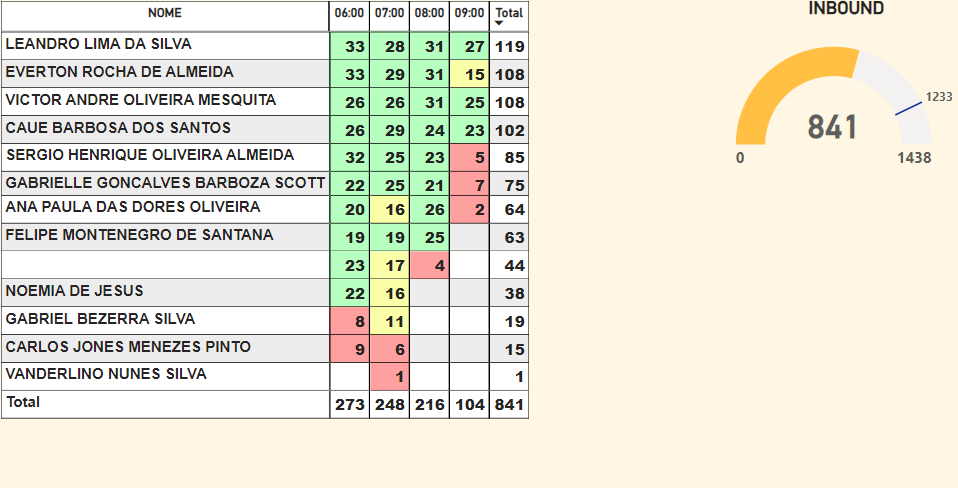 NOME 06:00 07:00 08:00 09:00 Total
LEANDRO LIMA DA SILVA 33 28 31 27 119
EVERTON ROCHA DE ALMEIDA 33 29 31 15 108
VICTOR ANDRE OLIVEIRA MESQUITA 26 26 31 25 108
CAUE BARBOSA DOS SANTOS 26 29 24 23 102
SERGIO HENRIQUE OLIVEIRA ALMEIDA 32 25 23 5 85
GABRIELLE GONCALVES BARBOZA SCOTT 22 25 21 7 75
ANA PAULA DAS DORES OLIVEIRA 20 16 26 2 64
FELIPE MONTENEGRO DE SANTANA 19 19 25 63
23 17 4 44
NOEMIA DE JESUS 22 16 38
GABRIEL BEZERRA SILVA 8 11 19
CARLOS JONES MENEZES PINTO 9 6 15
VANDERLINO NUNES SILVA 1 1
Total 273 248 216 104 841
INBOUND
1233
841
0 1438